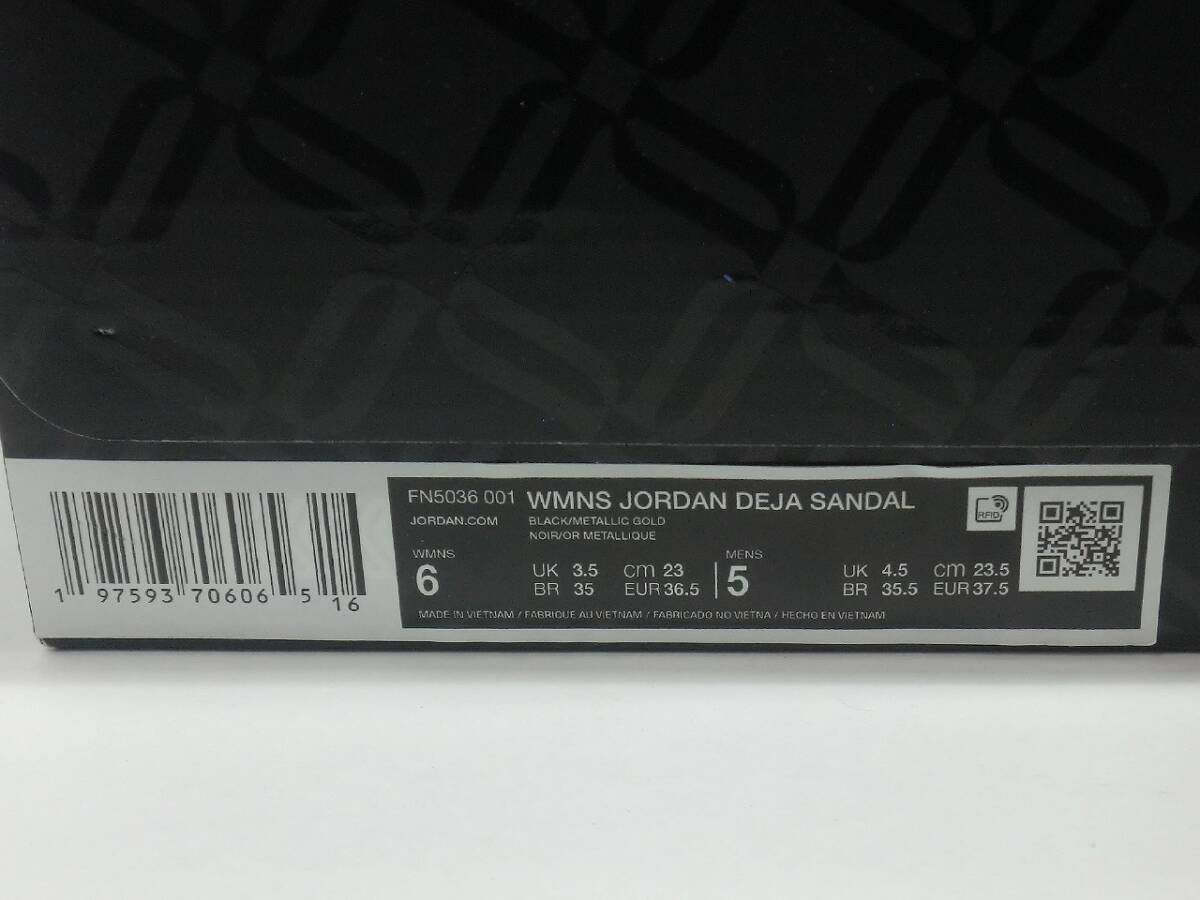 FN5036 001 WMNS JORDAN DEJA SANDAL
JORDAN.COM BLACK/METALLIC GOLD
NOIR/OR METALLIQUE
RFID
WMNS
6
UK 3.5 cm 23
BR 35 EUR 36.5
MENS
5
UK 4.5 cm 23.5
BR 35.5 EUR 37.5
MADE IN VIETNAM / FABRIQUE AU VIETNAM / FABRICADO NO VIETNA / HECHO EN VIETNAM
1 97593 70606 5 16